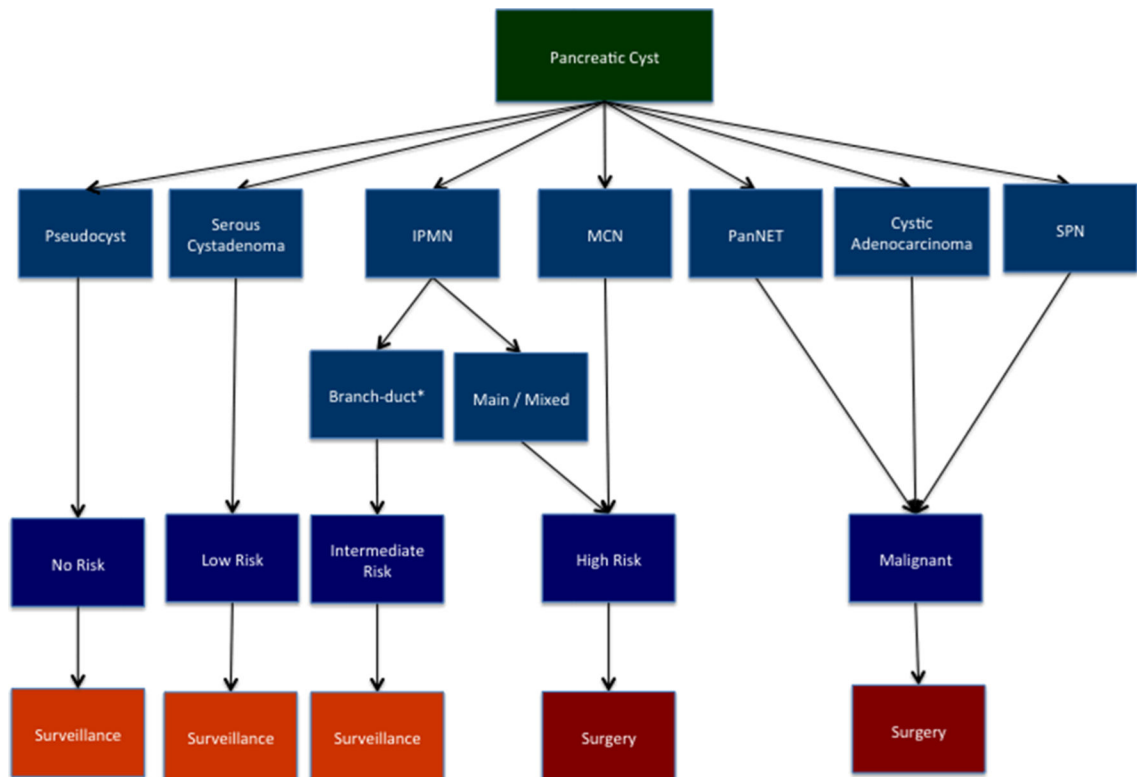 Pancreatic Cyst
Pseudocyst
Serous
Cystadenoma
IPMN
MCN
PanNET
Cystic
Adenocarcinoma
SPN
Branch-duct*
Main / Mixed
No Risk
Low Risk
Intermediate
Risk
High Risk
Malignant
Surveillance
Surveillance
Surveillance
Surgery
Surgery